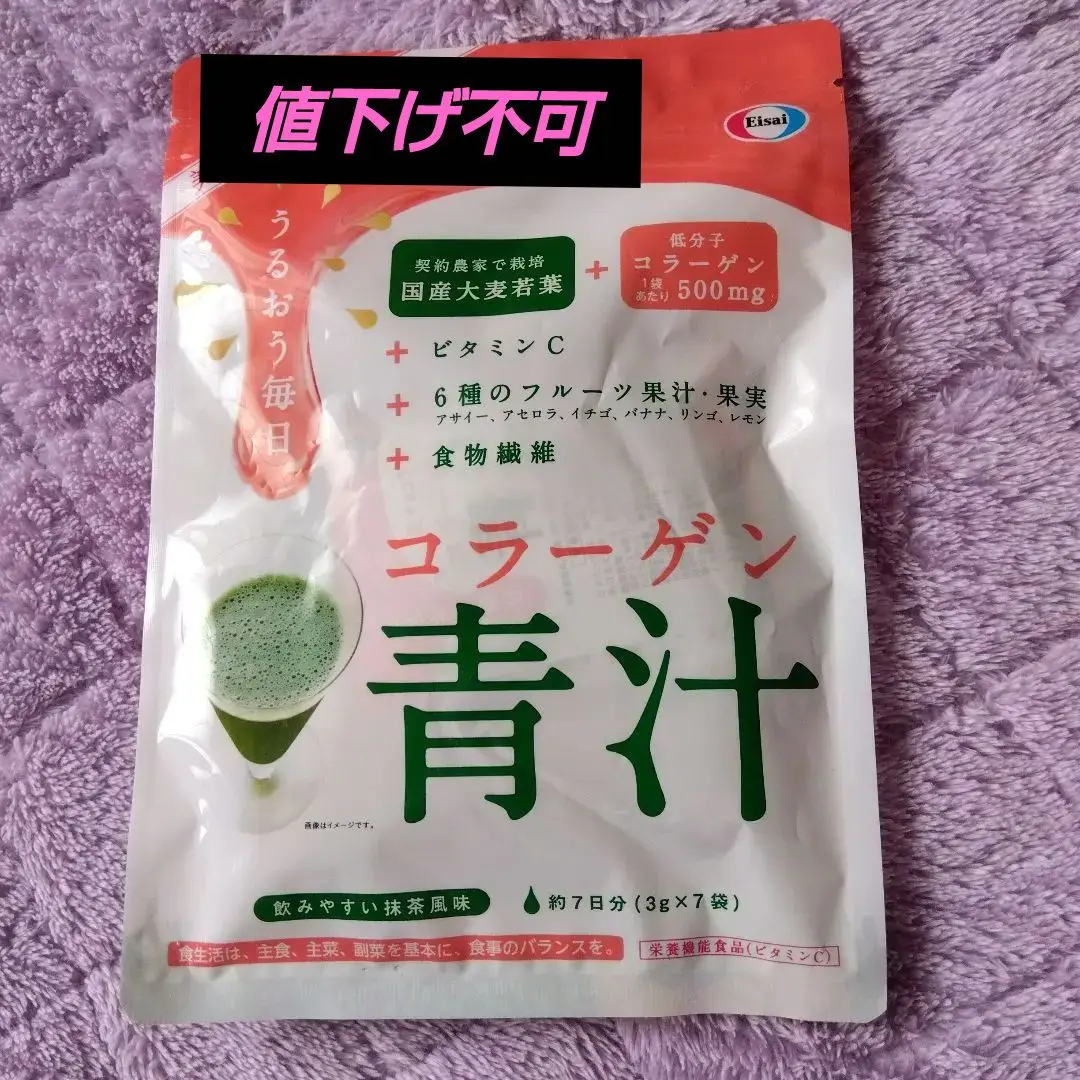 値下げ不可
Eisai
うるおう毎日
契約農家で栽培
国産大麦若葉
+
低分子
コラーゲン
1袋
あたり 500mg
+ ビタミンC
+ 6種のフルーツ果汁・果実
アサイー、アセロラ、イチゴ、バナナ、リンゴ、レモン
+ 食物繊維
コラーゲン
青汁
画像はイメージです。
飲みやすい抹茶風味
約7日分(3g×7袋)
食生活は、主食、主菜、副菜を基本に、食事のバランスを。
栄養機能食品(ビタミンC)